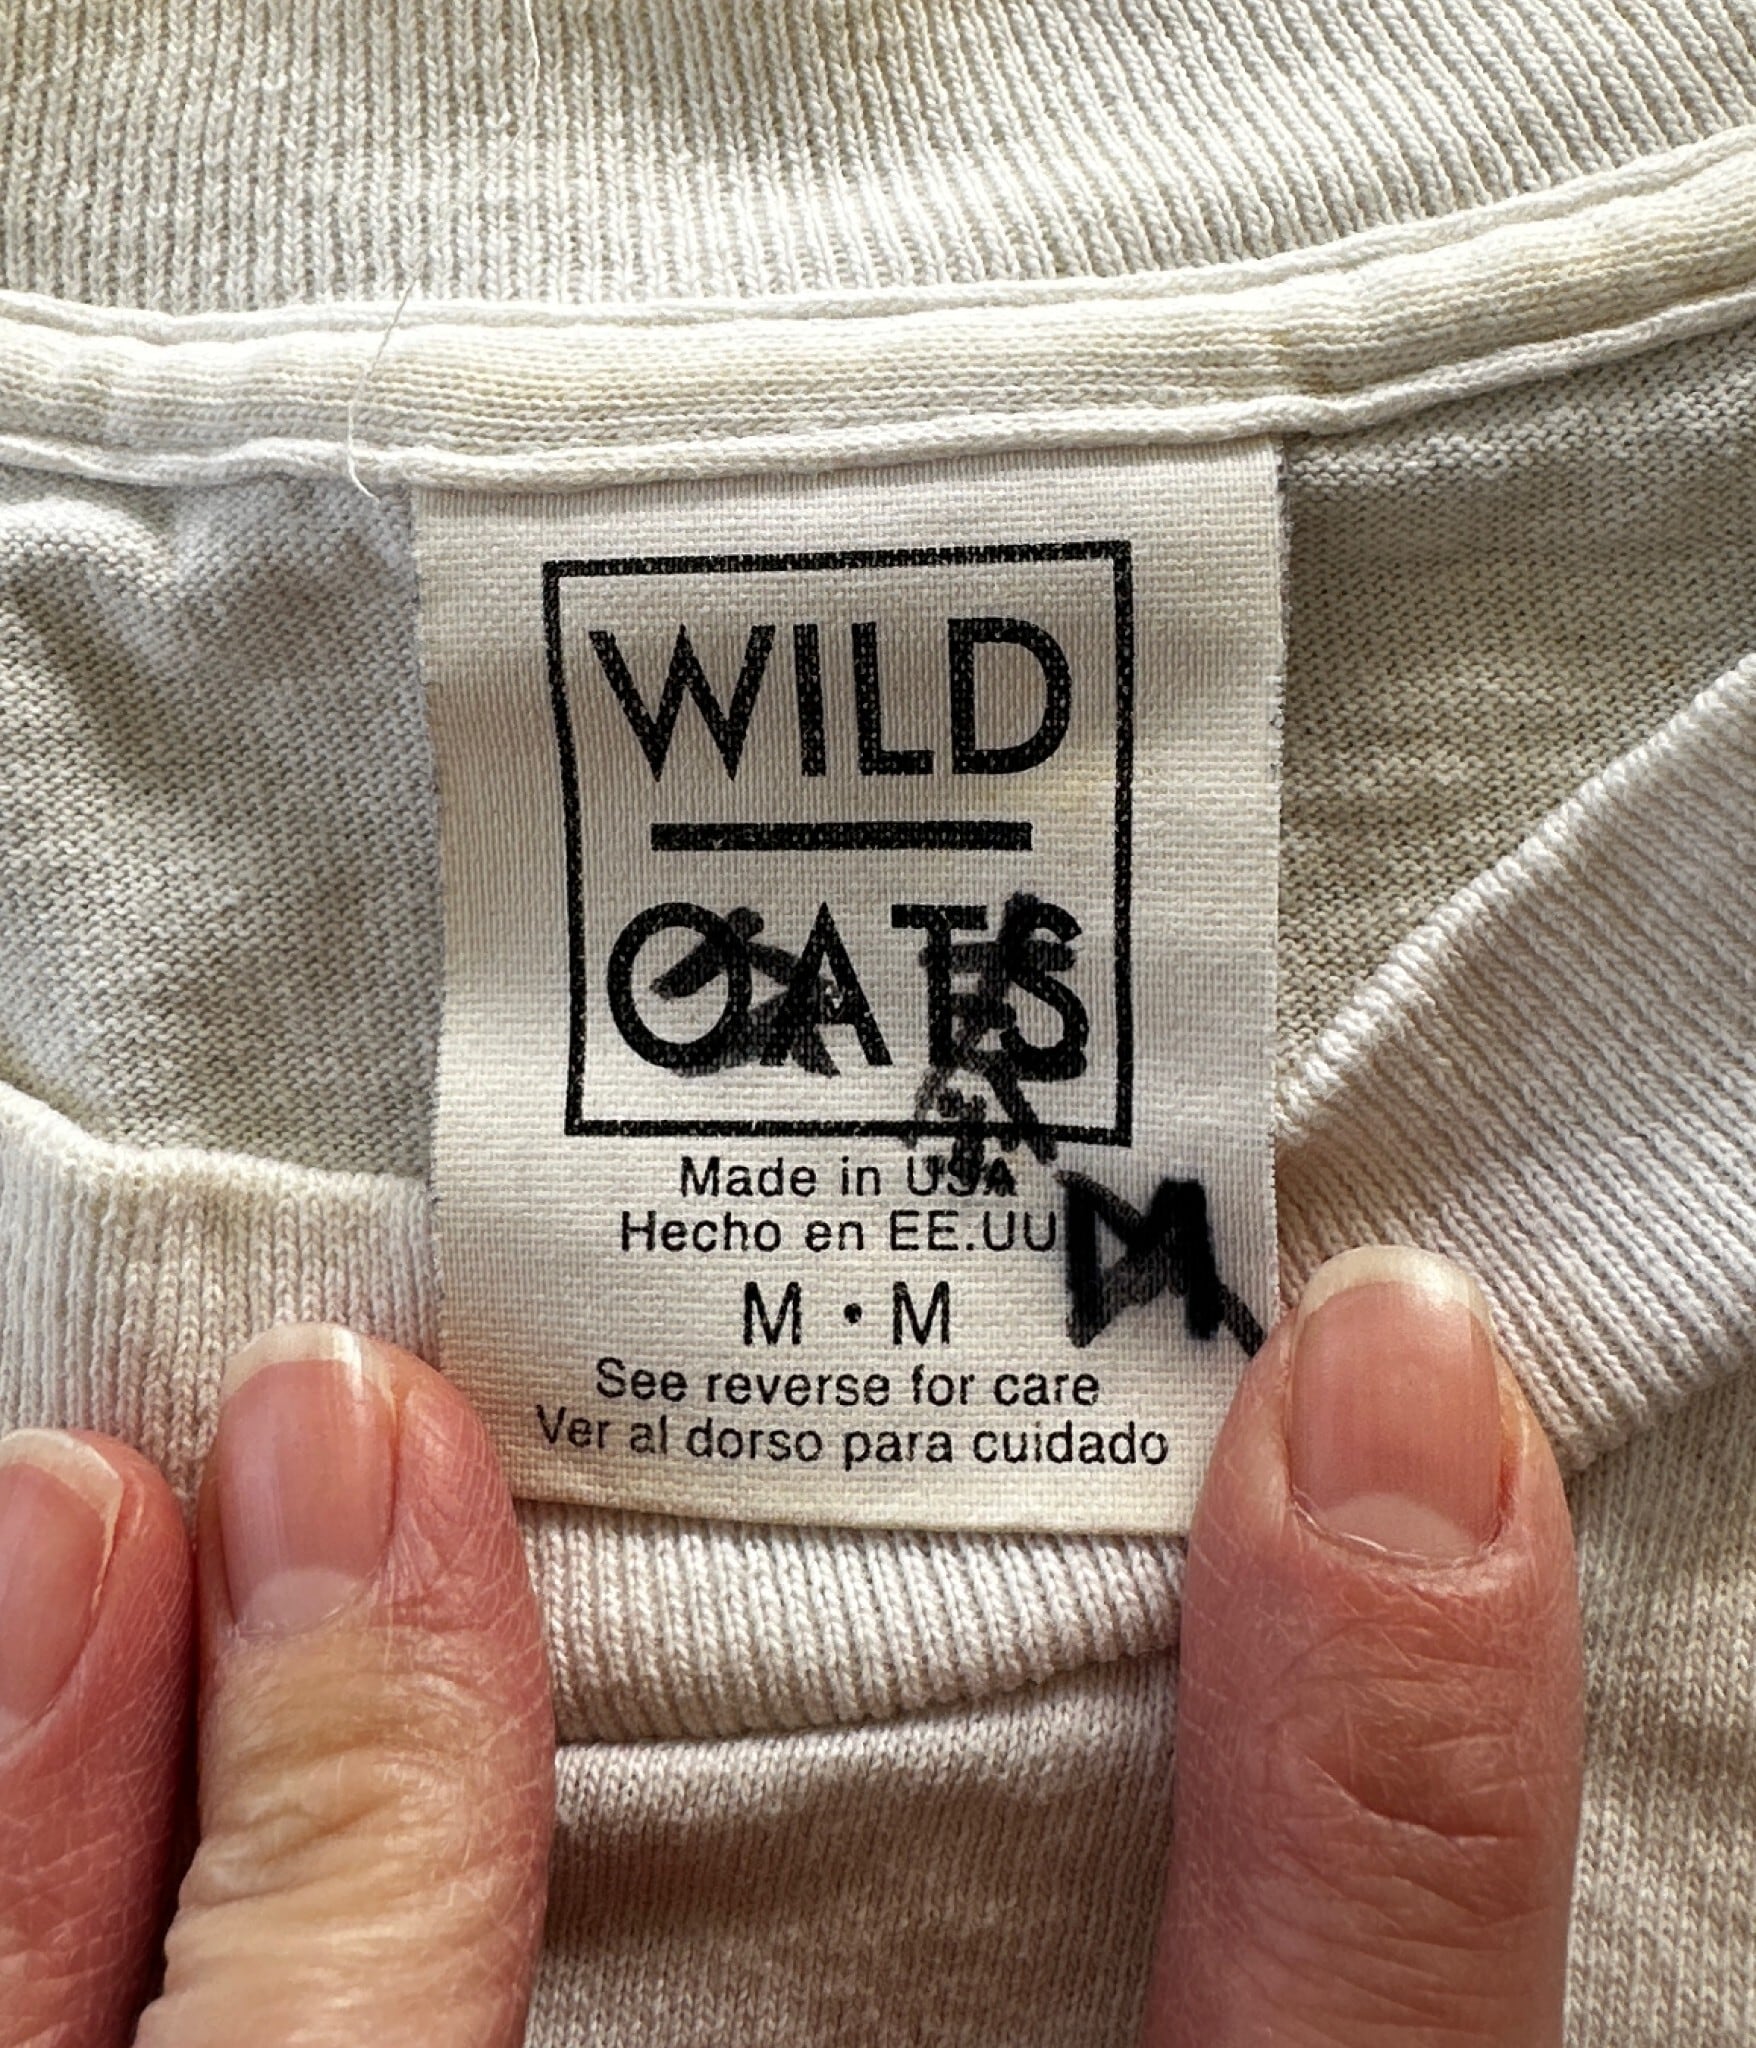 WILD
OATS
Made in USA
Hecho en EE.UU
M • M
See reverse for care
Ver al dorso para cuidado